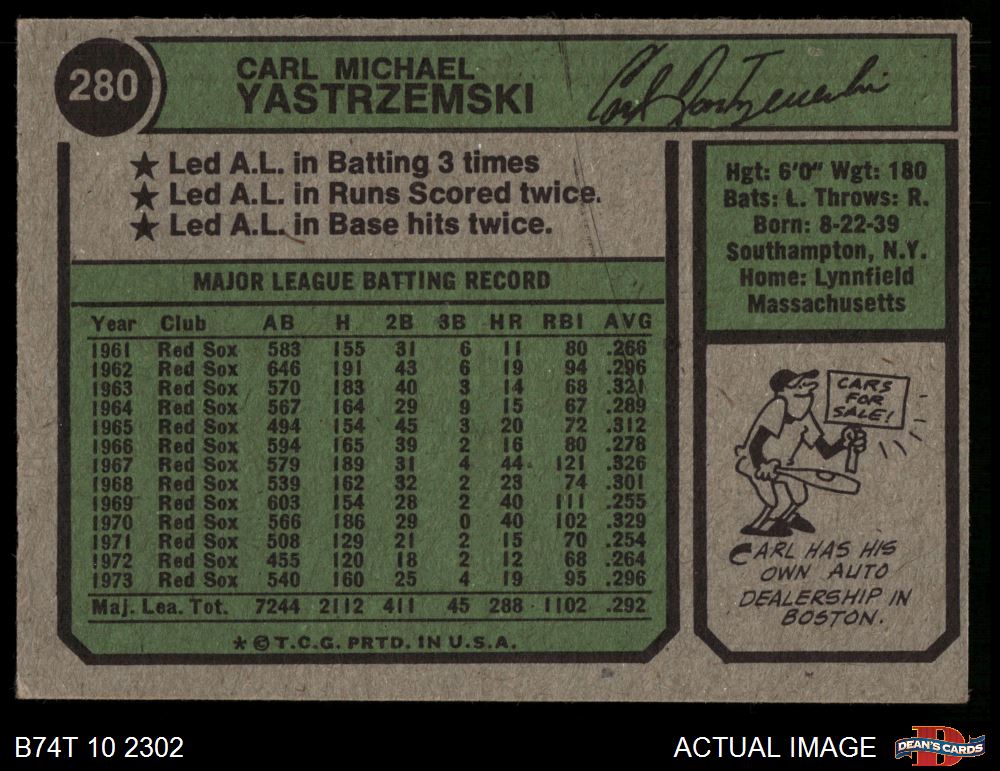 280
CARL MICHAEL
YASTRZEMSKI
Carl Yastrzemski
★ Led A.L. in Batting 3 times
★ Led A.L. in Runs Scored twice.
★ Led A.L. in Base hits twice.
MAJOR LEAGUE BATTING RECORD
Year Club AB H 2B 3B HR RBI AVG
1961 Red Sox 583 155 31 6 11 80 .266
1962 Red Sox 646 191 43 6 19 94 .296
1963 Red Sox 570 183 40 3 14 68 .321
1964 Red Sox 567 164 29 9 15 67 .289
1965 Red Sox 494 154 45 3 20 72 .312
1966 Red Sox 594 165 39 2 16 80 .278
1967 Red Sox 579 189 31 4 44 121 .326
1968 Red Sox 539 162 32 2 23 74 .301
1969 Red Sox 603 154 28 2 40 111 .255
1970 Red Sox 566 186 29 0 40 102 .329
1971 Red Sox 508 129 21 2 15 70 .254
1972 Red Sox 455 120 18 2 12 68 .264
1973 Red Sox 540 160 25 4 19 95 .296
Maj. Lea. Tot. 7244 2112 411 45 288 1102 .292
* © T.C.G. PRTD. IN U.S.A.
Hgt: 6'0" Wgt: 180
Bats: L. Throws: R.
Born: 8-22-39
Southampton, N.Y.
Home: Lynnfield
Massachusetts
CARS
FOR
SALE!
CARL HAS HIS
OWN AUTO
DEALERSHIP IN
BOSTON.
B74T 10 2302
ACTUAL IMAGE
D
DEAN'S CARDS